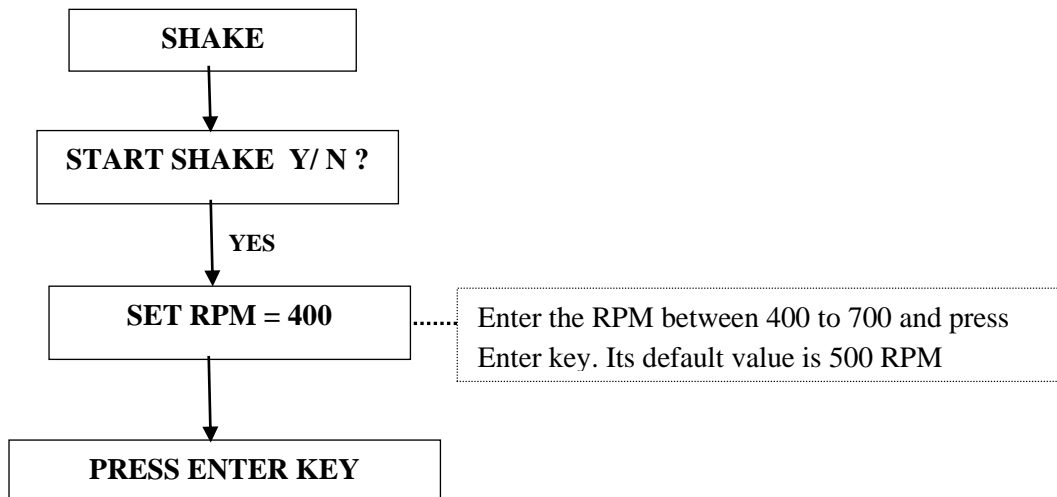 SHAKE
START SHAKE  Y/ N ?
YES
SET RPM = 400
Enter the RPM between 400 to 700 and press
Enter key. Its default value is 500 RPM
PRESS ENTER KEY